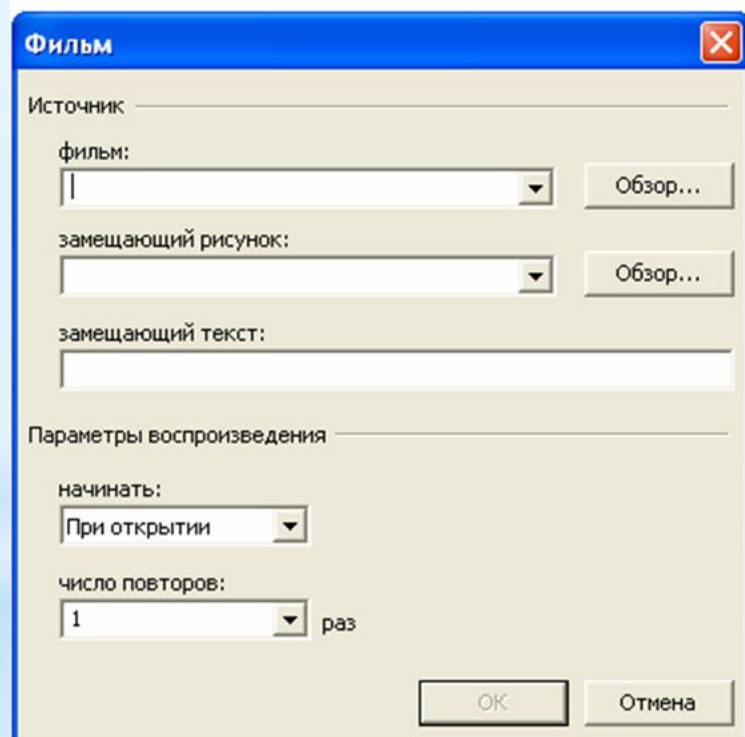 Фильм
Источник
фильм:
Обзор...
замещающий рисунок:
Обзор...
замещающий текст:
Параметры воспроизведения
начинать:
При открытии
число повторов:
1 раз
ОК Отмена